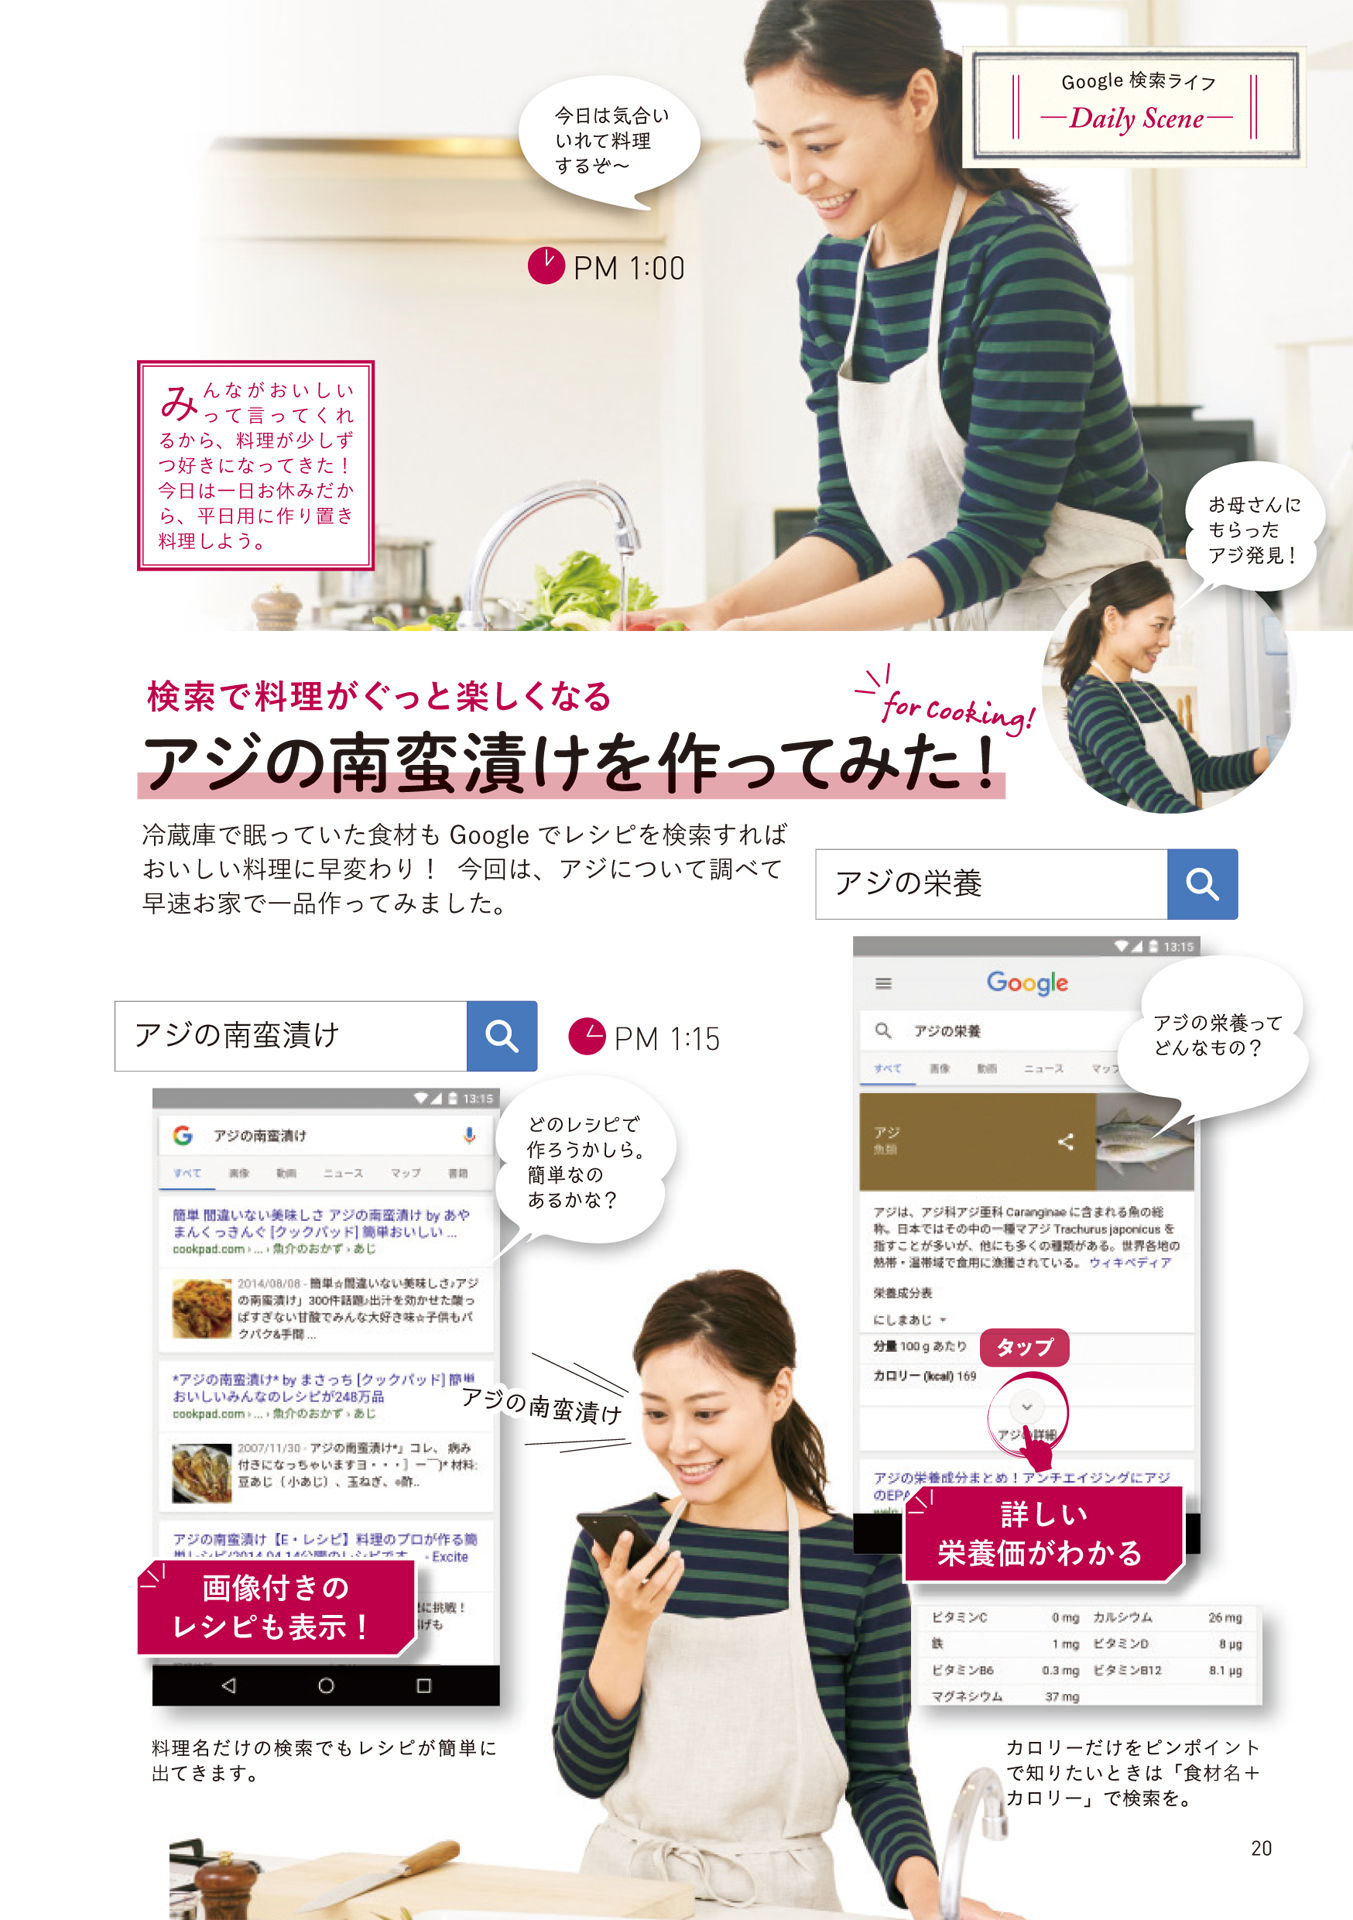 Google 検索ライフ
—Daily Scene—
今日は気合い
いれて料理
するぞ〜
PM 1:00
みんながおいしい
って言ってくれ
るから、料理が少しず
つ好きになってきた！
今日は一日お休みだか
ら、平日用に作り置き
料理しよう。
お母さんに
もらった
アジ発見！
検索で料理がぐっと楽しくなる
for cooking!
アジの南蛮漬けを作ってみた！
冷蔵庫で眠っていた食材も Google でレシピを検索すれば
おいしい料理に早変わり！ 今回は、アジについて調べて
早速お家で一品作ってみました。
アジの南蛮漬け
PM 1:15
13:15
アジの南蛮漬け
すべて 画像 動画 ニュース マップ 書籍
どのレシピで
作ろうかしら。
簡単なの
あるかな？
簡単 間違いない美味しさ アジの南蛮漬け by あや
まんくっきんぐ [クックパッド] 簡単おいしい ...
cookpad.com › ... › 魚介のおかず › あじ
2014/08/08 - 簡単☆間違いない美味しさ♪アジ
の南蛮漬け」300件話題♪出汁を効かせた酸っ
ぱすぎない甘酸でみんな大好き味☆子供もパ
クパク&手間 ...
*アジの南蛮漬け* by まさっち [クックパッド] 簡単
おいしいみんなのレシピが248万品
cookpad.com › ... › 魚介のおかず › あじ
2007/11/30 - アジの南蛮漬け*」コレ、 病み
付きになっちゃいますヨ・・・］ー￣)* 材料:
豆あじ（小あじ）、玉ねぎ、◎酢..
アジの南蛮漬け【E・レシピ】料理のプロが作る簡
単レシピ/2014.04.14公開のレシピです。 - Excite
に挑戦！
げも
画像付きの
レシピも表示！
料理名だけの検索でもレシピが簡単に
出てきます。
アジの南蛮漬け
アジの栄養
13:15
Google
アジの栄養
すべて 画像 動画 ニュース マップ
アジの栄養って
どんなもの？
アジ
魚類
アジは、アジ科アジ亜科 Caranginae に含まれる魚の総
称。日本ではその中の一種マアジ Trachurus japonicus を
指すことが多いが、他にも多くの種類がある。世界各地の
熱帯・温帯域で食用に漁獲されている。 ウィキペディア
栄養成分表
にしまあじ
分量 100 g あたり
タップ
カロリー (kcal) 169
アジの詳細
アジの栄養成分まとめ！アンチエイジングにアジ
のEPA
詳しい
栄養価がわかる
ビタミンC 0 mg カルシウム 26 mg
鉄 1 mg ビタミンD 8 µg
ビタミンB6 0.3 mg ビタミンB12 8.1 µg
マグネシウム 37 mg
カロリーだけをピンポイント
で知りたいときは「食材名＋
カロリー」で検索を。
20